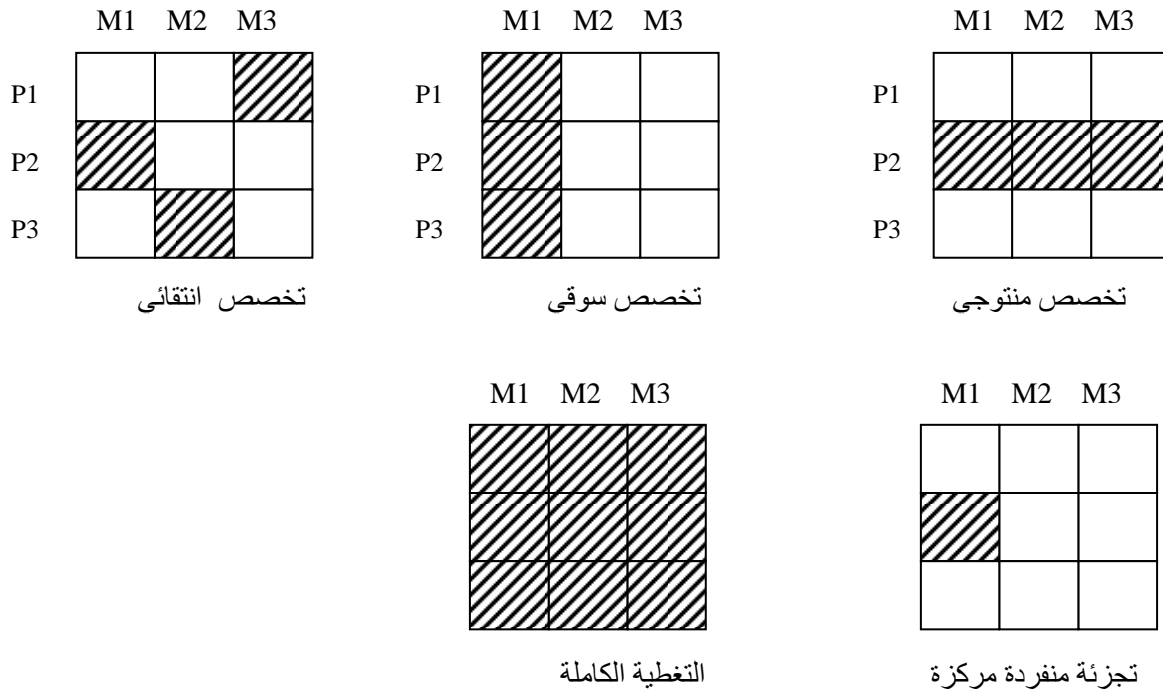 M1 M2 M3
P1
P2
P3
تخصص انتقائى
M1 M2 M3
P1
P2
P3
تخصص سوقى
M1 M2 M3
P1
P2
P3
تخصص منتوجى
M1 M2 M3
التغطية الكاملة
M1 M2 M3
تجزئة منفردة مركزة